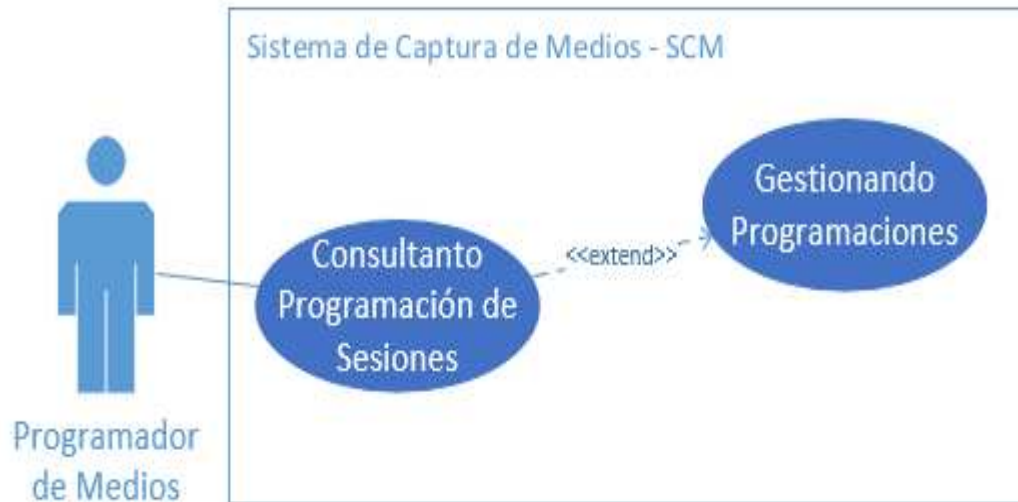 Sistema de Captura de Medios - SCM
Gestionando
Programaciones
<<extend>>
Consultanto
Programación de
Sesiones
Programador
de Medios